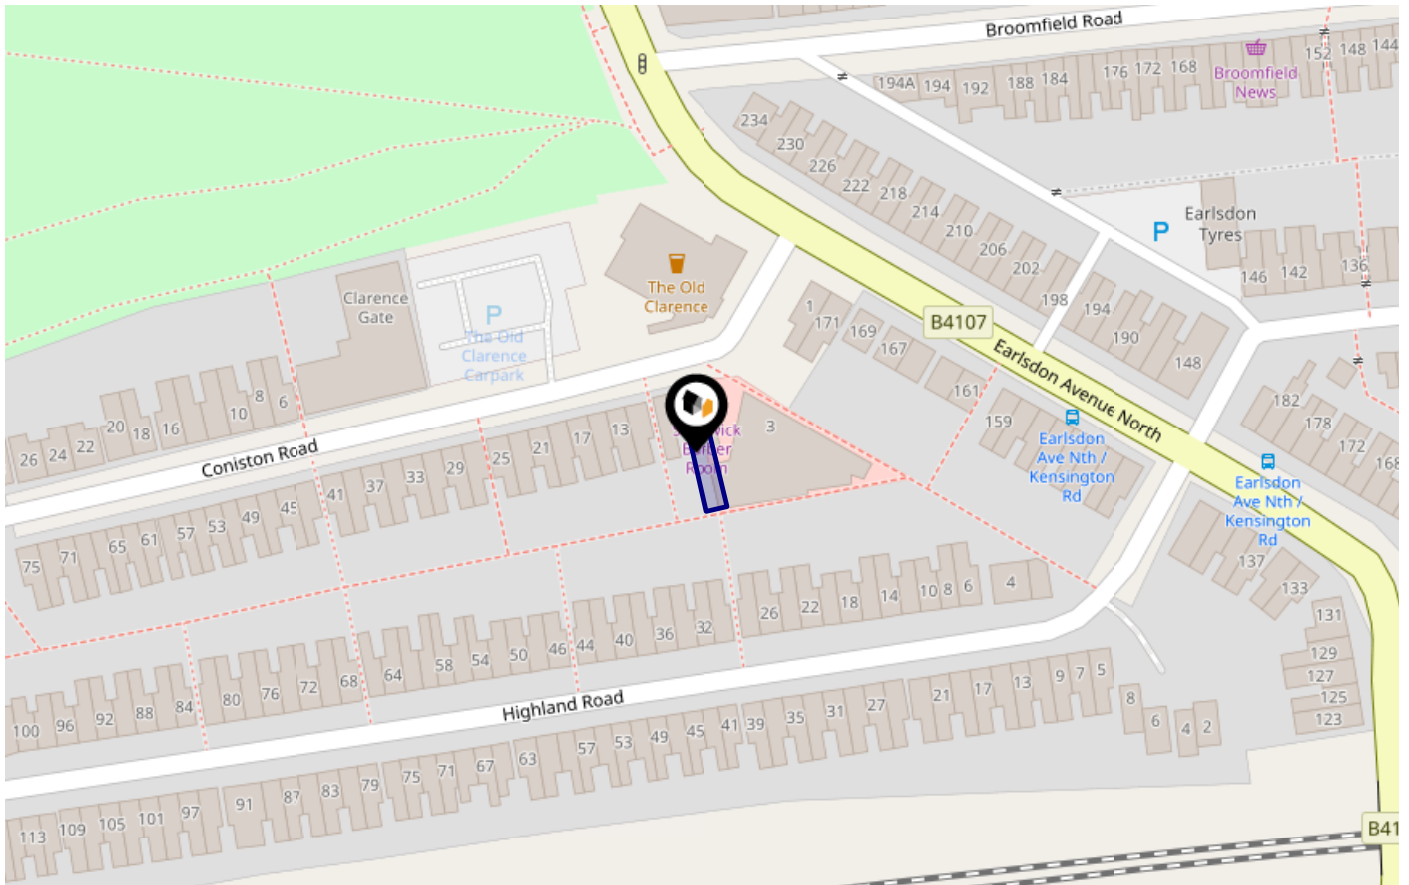 Broomfield Road
194A 194 192 188 184 176 172 168 152 148 144
Broomfield
News
234
230
226
222
218
214
210
206
202
198
194
190
148
Earlsdon
Tyres
P
146 142 136
Clarence
Gate
The Old
Clarence
P
The Old
Clarence
Carpark
1
171
169
167
161
159
B4107
Earlsdon Avenue North
Earlsdon
Ave Nth /
Kensington
Rd
Earlsdon
Ave Nth /
Kensington
Rd
182
178
172
168
26 24 22 20 18 16 10 8 6
Coniston Road
3
Room
75 71 65 61 57 53 49 45 41 37 33 29 25 21 17 13
137
133
131
129
127
125
123
100 96 92 88 84 80 76 72 68 64 58 54 50 46 44 40 36 32 26 22 18 14 10 8 6 4
Highland Road
113 109 105 101 97 91 87 83 79 75 71 67 63 57 53 49 45 41 39 35 31 27 21 17 13 9 7 5
8
6
4 2
B41